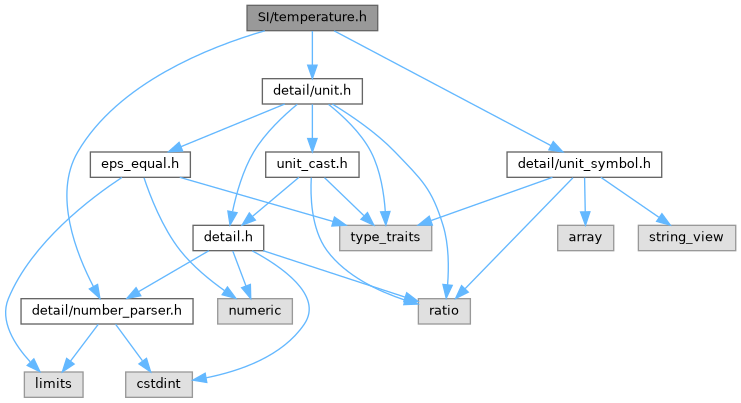 SI/temperature.h
detail/unit.h
eps_equal.h
unit_cast.h
detail/unit_symbol.h
detail.h
type_traits
array
string_view
detail/number_parser.h
numeric
ratio
limits
cstdint